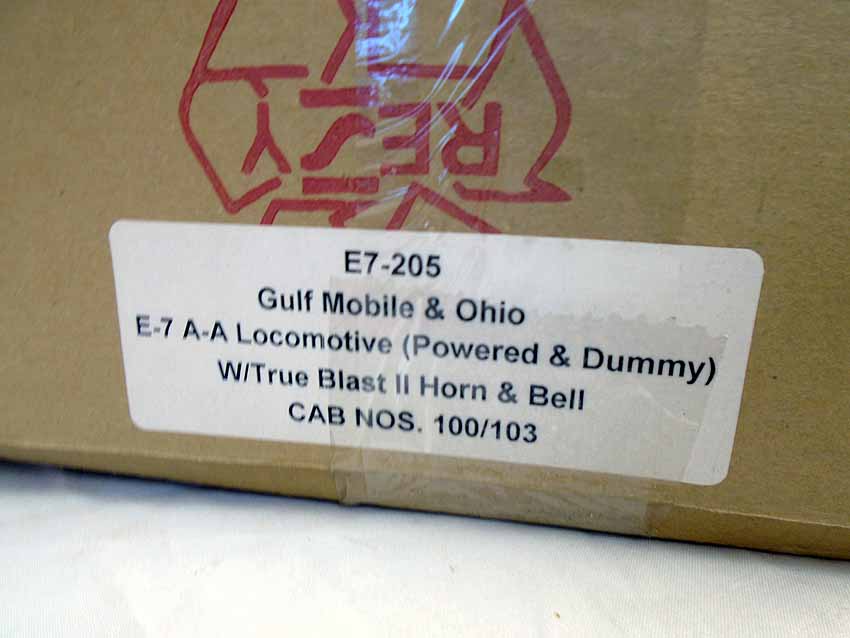 E7-205
Gulf Mobile & Ohio
E-7 A-A Locomotive (Powered & Dummy)
W/True Blast II Horn & Bell
CAB NOS. 100/103